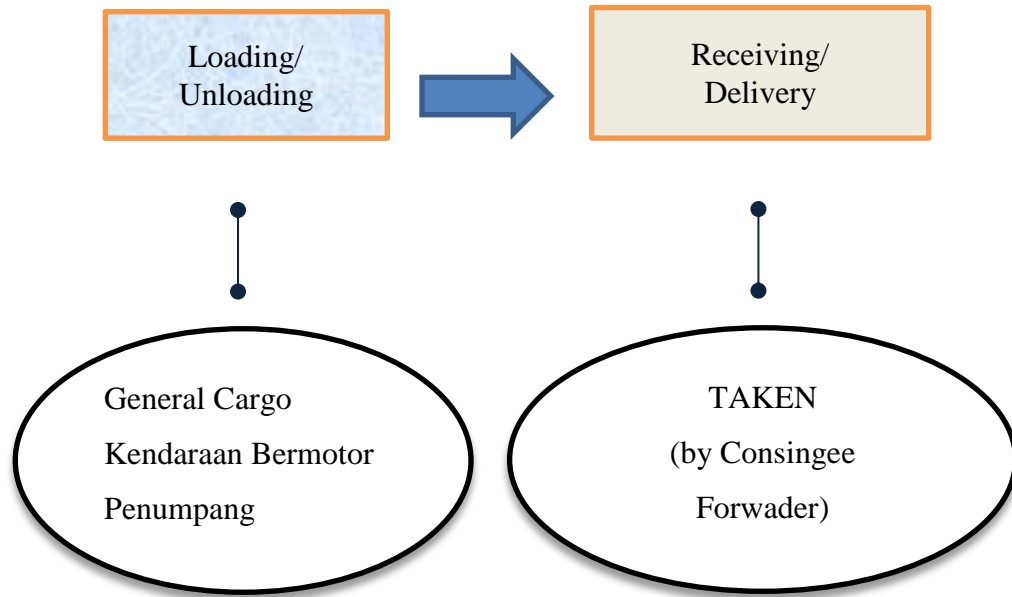 Loading/
Unloading
Receiving/
Delivery
General Cargo
Kendaraan Bermotor
Penumpang
TAKEN
(by Consingee
Forwader)